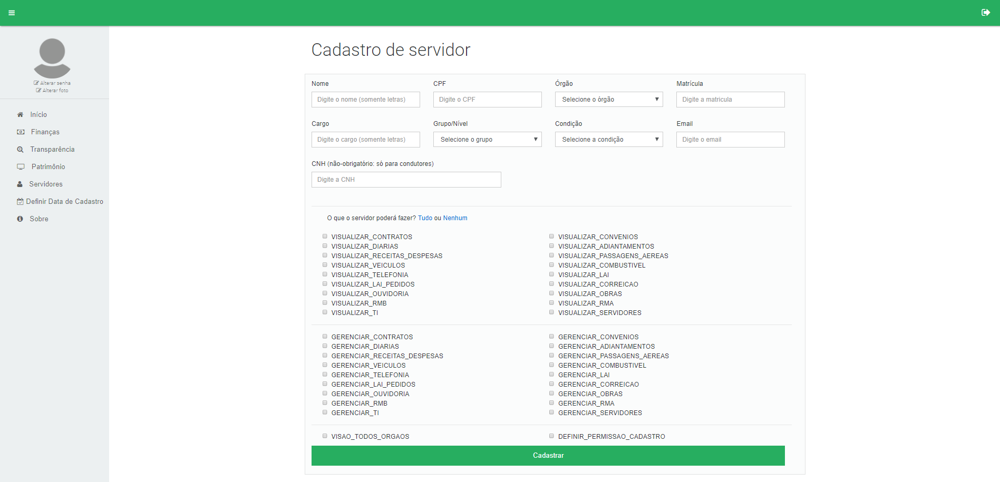 Alterar senha
Alterar foto
Início
Finanças
Transparência
Patrimônio
Servidores
Definir Data de Cadastro
Sobre
Cadastro de servidor
Nome CPF Órgão Matrícula
Digite o nome (somente letras) Digite o CPF Selecione o órgão Digite a matricula
Cargo Grupo/Nível Condição Email
Digite o cargo (somente letras) Selecione o grupo Selecione a condição Digite o email
CNH (não-obrigatório: só para condutores)
Digite a CNH
O que o servidor poderá fazer? Tudo ou Nenhum
VISUALIZAR_CONTRATOS VISUALIZAR_CONVENIOS
VISUALIZAR_DIARIAS VISUALIZAR_ADIANTAMENTOS
VISUALIZAR_RECEITAS_DESPESAS VISUALIZAR_PASSAGENS_AEREAS
VISUALIZAR_VEICULOS VISUALIZAR_COMBUSTIVEL
VISUALIZAR_TELEFONIA VISUALIZAR_LAI
VISUALIZAR_LAI_PEDIDOS VISUALIZAR_CORREICAO
VISUALIZAR_OUVIDORIA VISUALIZAR_OBRAS
VISUALIZAR_RMB VISUALIZAR_RMA
VISUALIZAR_TI VISUALIZAR_SERVIDORES
GERENCIAR_CONTRATOS GERENCIAR_CONVENIOS
GERENCIAR_DIARIAS GERENCIAR_ADIANTAMENTOS
GERENCIAR_RECEITAS_DESPESAS GERENCIAR_PASSAGENS_AEREAS
GERENCIAR_VEICULOS GERENCIAR_COMBUSTIVEL
GERENCIAR_TELEFONIA GERENCIAR_LAI
GERENCIAR_LAI_PEDIDOS GERENCIAR_CORREICAO
GERENCIAR_OUVIDORIA GERENCIAR_OBRAS
GERENCIAR_RMB GERENCIAR_RMA
GERENCIAR_TI GERENCIAR_SERVIDORES
VISAO_TODOS_ORGAOS DEFINIR_PERMISSAO_CADASTRO
Cadastrar